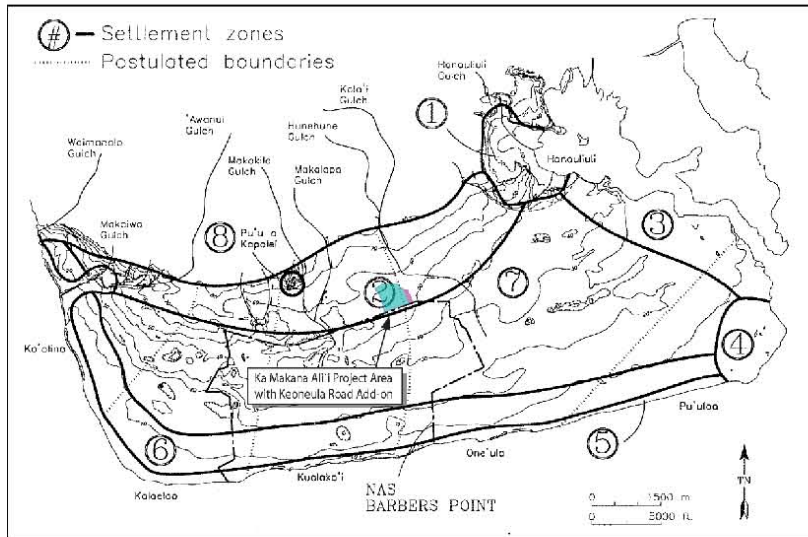 # — Settlement zones
Postulated boundaries
Waimanalo
Gulch
'Awanui
Gulch
Makakilo
Gulch
Hunehune
Gulch
Kalo'i
Gulch
Honouliuli
Gulch
Makalapa
Gulch
Makaiwa
Gulch
Pu'u o
Kapolei
Honouliuli
1
8
3
2
7
4
6
5
Ko'olina
Ka Makana Ali'i Project Area
with Keoneula Road Add-on
Pu'uloa
One'ula
Kualaka'i
Kalaeloa
NAS
BARBERS POINT
TN
0 1500 m
0 5000 ft.